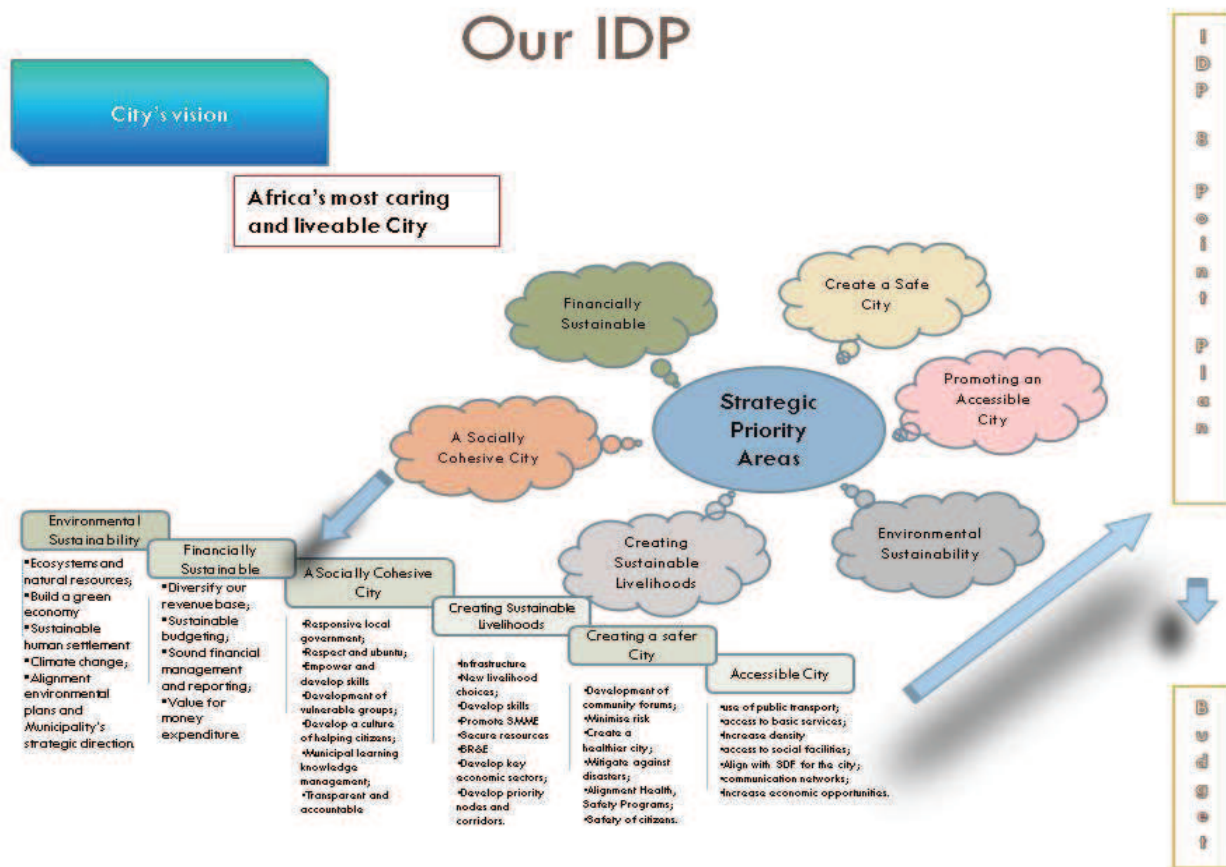 Our IDP
City's vision
Africa's most caring
and liveable City
Financially
Sustainable
Create a Safe
City
Promoting an
Accessible
City
Strategic
Priority
Areas
A Socially
Cohesive City
Creating
Sustainable
Livelihoods
Environmental
Sustainability
Environmental
Sustainability
▪Ecosystems and
natural resources;
▪Build a green
economy
▪Sustainable
human settlement
▪Climate change;
▪Alignment
environmental
plans and
Municipality's
strategic direction.
Financially
Sustainable
▪Diversify our
revenue base;
▪Sustainable
budgeting;
▪Sound financial
management
and reporting;
▪Value for
money
expenditure.
A Socially Cohesive
City
•Responsive local
government;
•Respect and ubuntu;
•Empower and
develop skills
•Development of
vulnerable groups;
•Develop a culture
of helping citizens;
•Municipal learning
knowledge
management;
•Transparent and
accountable
Creating Sustainable
Livelihoods
•Infrastructure
•New livelihood
choices;
•Develop skills
•Promote SMME
•Secure resources
•BR&E
•Develop key
economic sectors;
•Develop priority
nodes and
corridors.
Creating a safer
City
•Development of
community forums;
•Minimise risk
•Create a
healthier city;
•Mitigate against
disasters;
•Alignment Health,
Safety Programs;
•Safety of citizens.
Accessible City
•use of public transport;
•access to basic services;
•Increase density
•access to social facilities;
•Align with SDF for the city;
•communication networks;
•Increase economic opportunities.
I
D
P
8
P
o
i
n
t
P
l
a
n
B
u
d
g
e
t